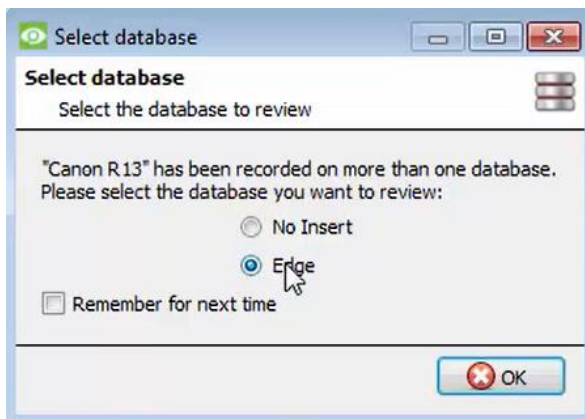 Select database
Select database
Select the database to review
"Canon R13" has been recorded on more than one database.
Please select the database you want to review:
No Insert
Edge
Remember for next time
OK